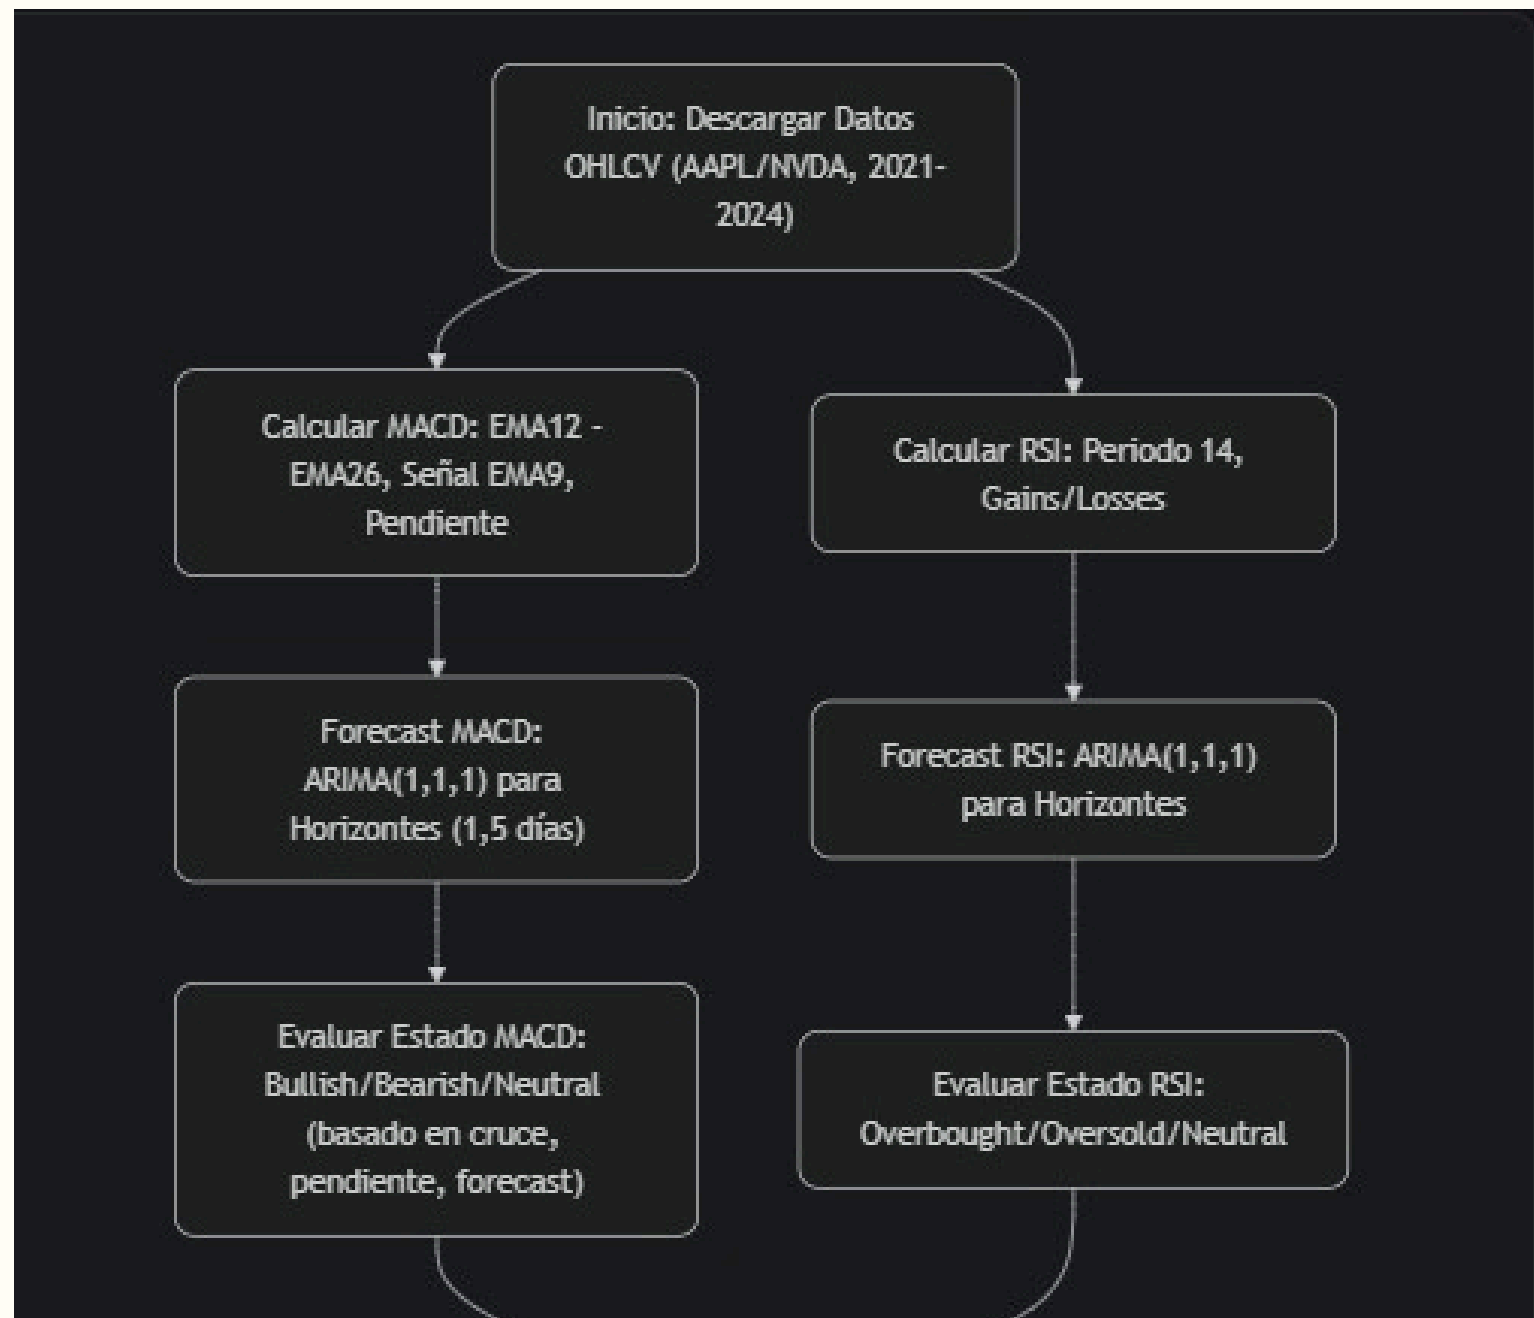 Inicio: Descargar Datos
OHLCV (AAPL/NVDA, 2021-
2024)
Calcular MACD: EMA12 -
EMA26, Señal EMA9,
Pendiente
Calcular RSI: Periodo 14,
Gains/Losses
Forecast MACD:
ARIMA(1,1,1) para
Horizontes (1,5 días)
Forecast RSI: ARIMA(1,1,1)
para Horizontes
Evaluar Estado MACD:
Bullish/Bearish/Neutral
(basado en cruce,
pendiente, forecast)
Evaluar Estado RSI:
Overbought/Oversold/Neutral